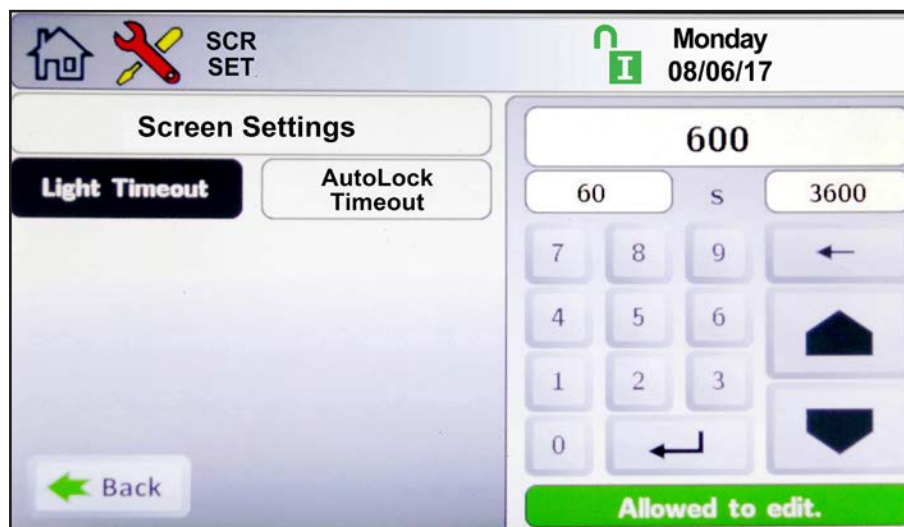 SCR
SET
I
Monday
08/06/17
Screen Settings
Light Timeout
AutoLock
Timeout
Back
600
60
s
3600
7 8 9
4 5 6
1 2 3
0
Allowed to edit.